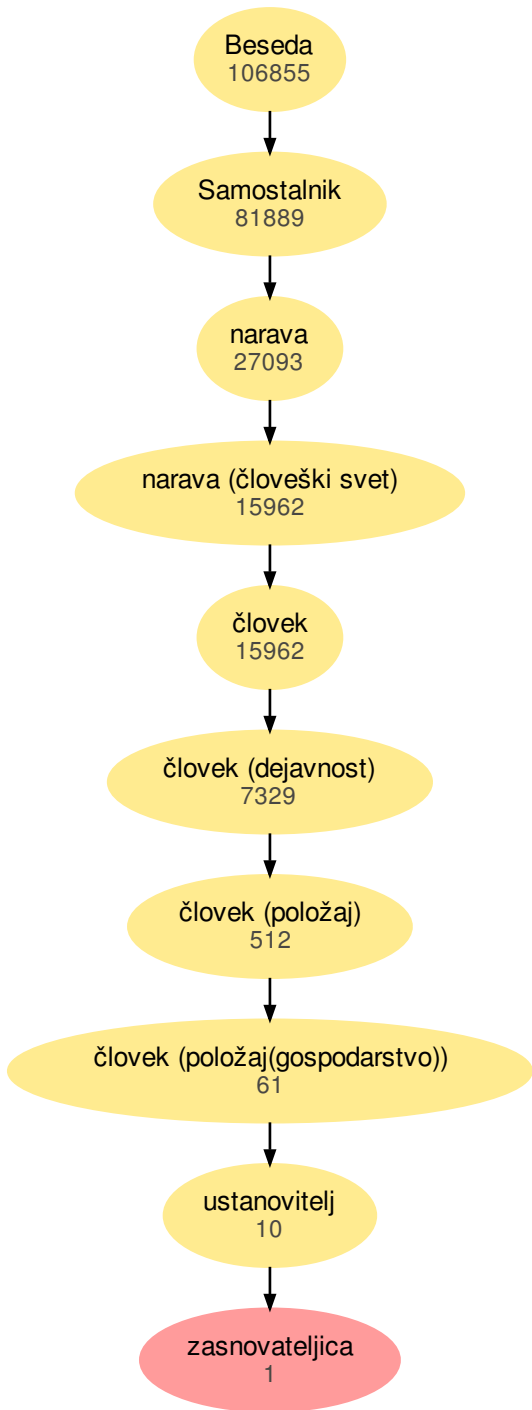 Beseda
106855
Samostalnik
81889
narava
27093
narava (človeški svet)
15962
človek
15962
človek (dejavnost)
7329
človek (položaj)
512
človek (položaj(gospodarstvo))
61
ustanovitelj
10
zasnovateljica
1